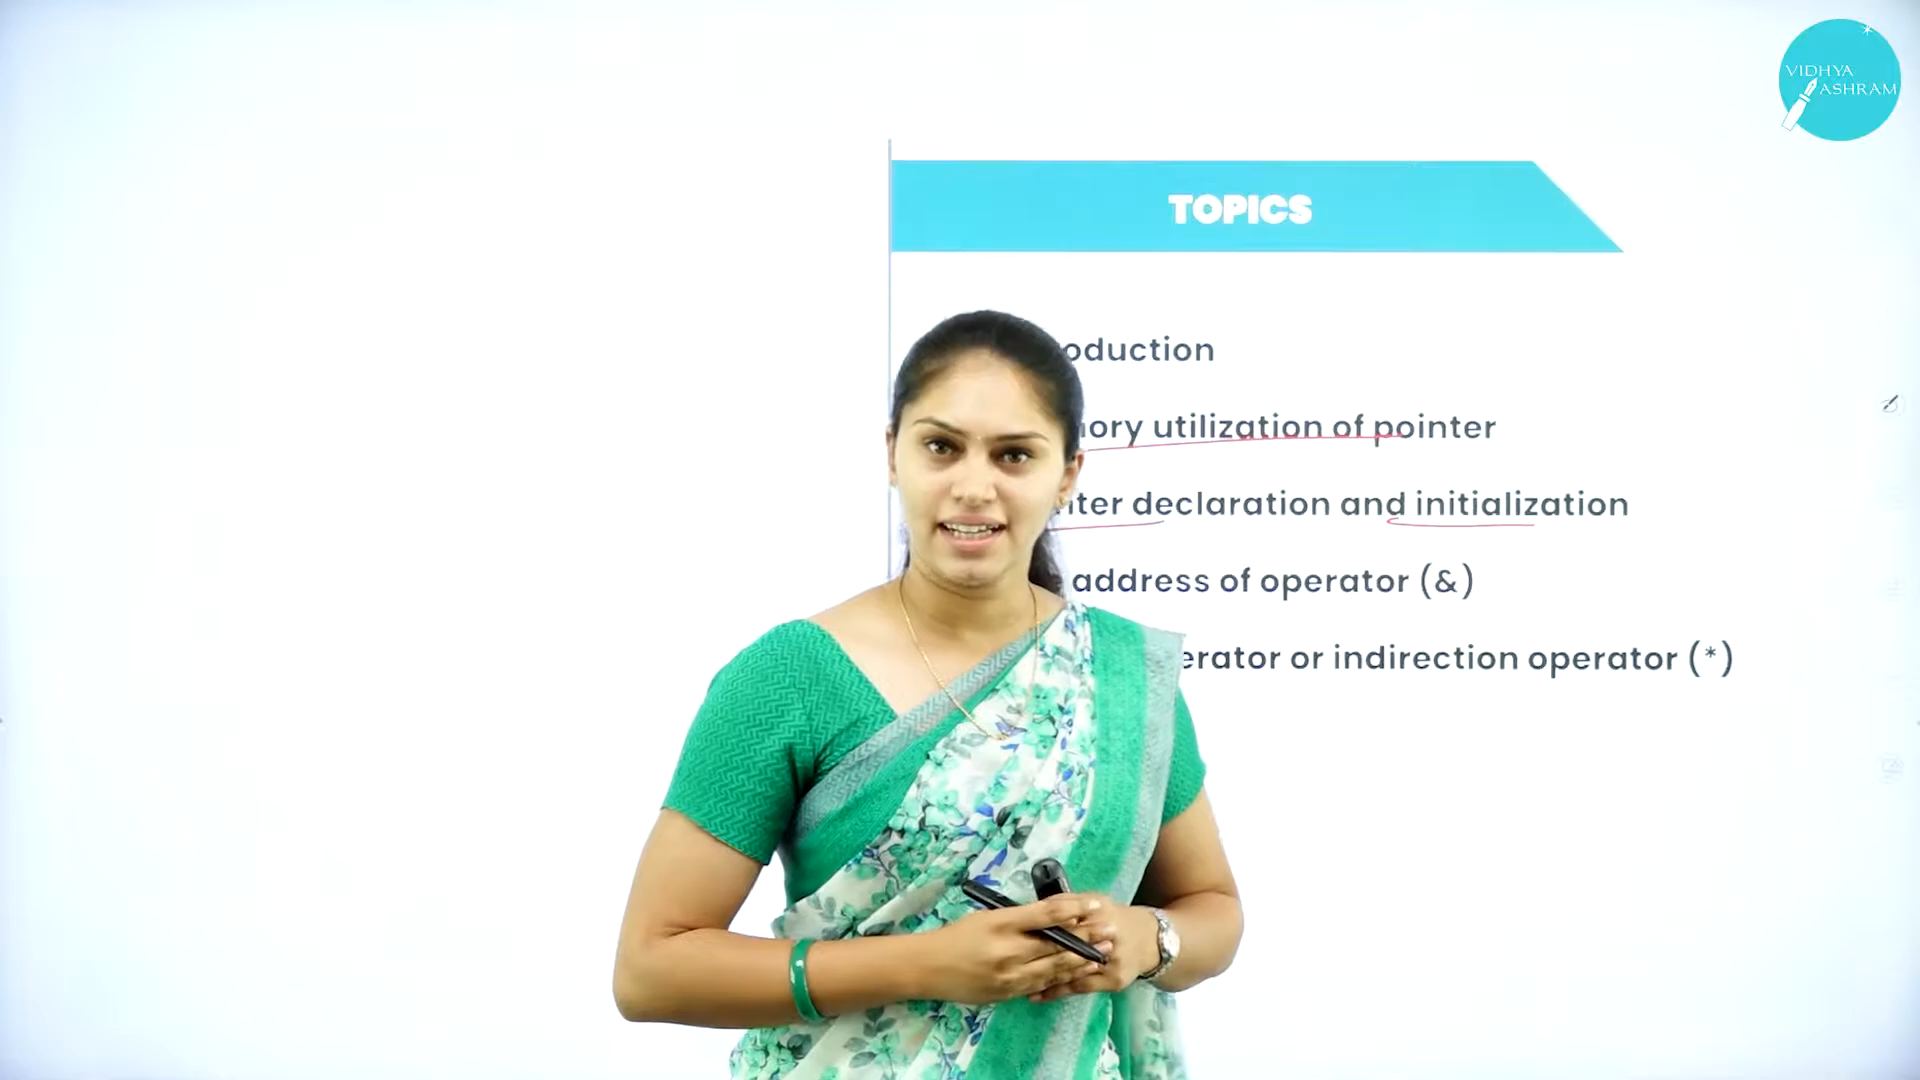 VIDHYA
ASHRAM
TOPICS
oduction
ory utilization of pointer
ter declaration and initialization
address of operator (&)
erator or indirection operator (*)